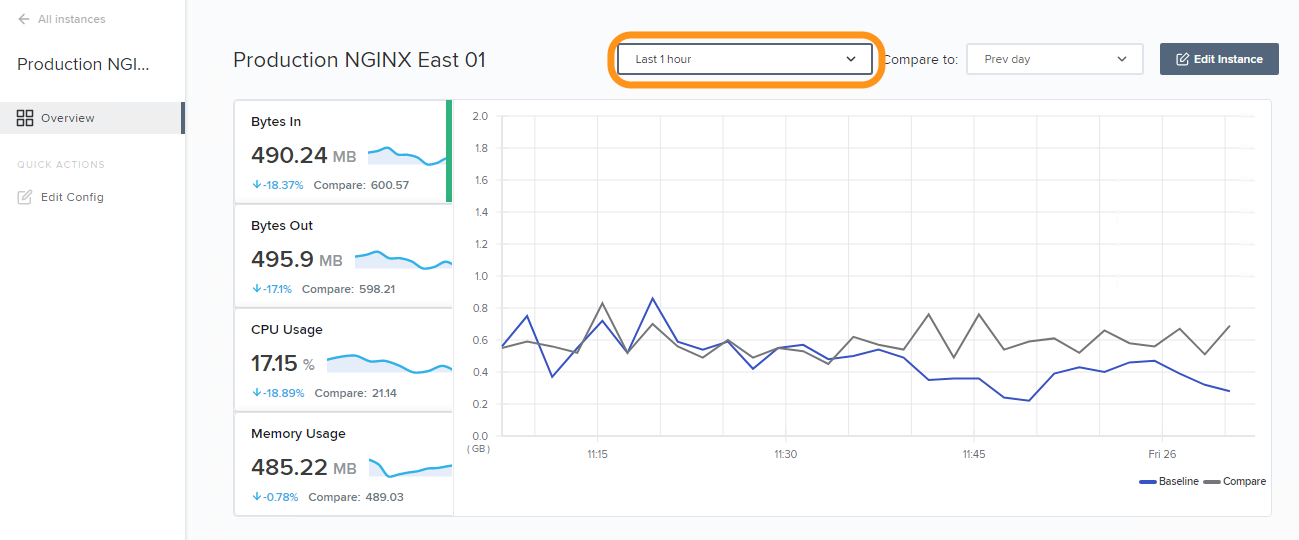 All instances
Production NGI...
Overview
QUICK ACTIONS
Edit Config
Production NGINX East 01
Last 1 hour
Compare to:
Prev day
Edit Instance
Bytes In
490.24 MB
-18.37% Compare: 600.57
Bytes Out
495.9 MB
-17.1% Compare: 598.21
CPU Usage
17.15 %
-18.89% Compare: 21.14
Memory Usage
485.22 MB
-0.78% Compare: 489.03
2.0
1.8
1.6
1.4
1.2
1.0
0.8
0.6
0.4
0.2
0.0
( GB )
11:15 11:30 11:45 Fri 26
Baseline Compare